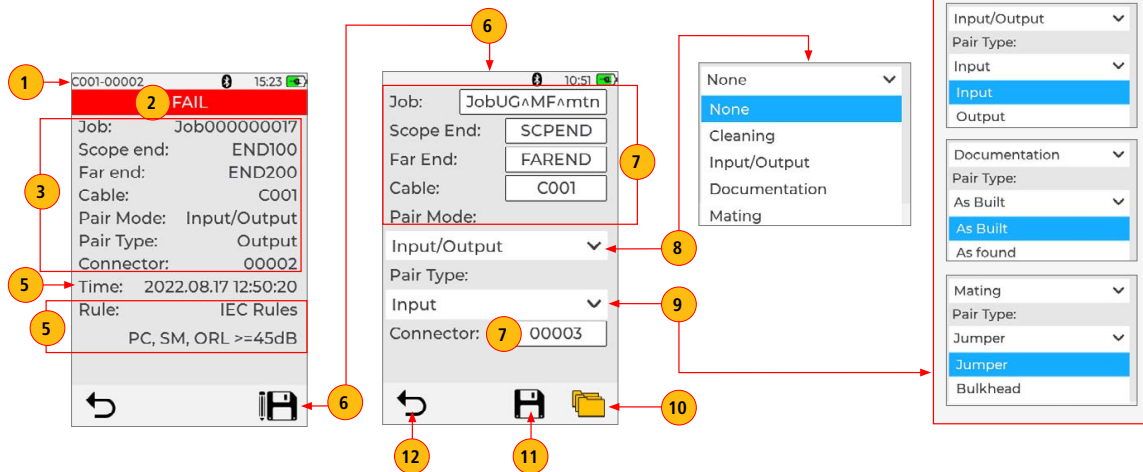 1
C001-00002 15:23
2 FAIL
3
Job: Job000000017
Scope end: END100
Far end: END200
Cable: C001
Pair Mode: Input/Output
Pair Type: Output
Connector: 00002
5
Time: 2022.08.17 12:50:20
5
Rule: IEC Rules
PC, SM, ORL >=45dB
6
6
10:51
Job: JobUG^MF^mtn
Scope End: SCPEND
Far End: FAREND
Cable: C001
7
Pair Mode:
Input/Output
8
Pair Type:
Input
9
Connector: 7 00003
10
12
11
None
None
Cleaning
Input/Output
Documentation
Mating
Input/Output
Pair Type:
Input
Input
Output
Documentation
Pair Type:
As Built
As Built
As found
Mating
Pair Type:
Jumper
Jumper
Bulkhead